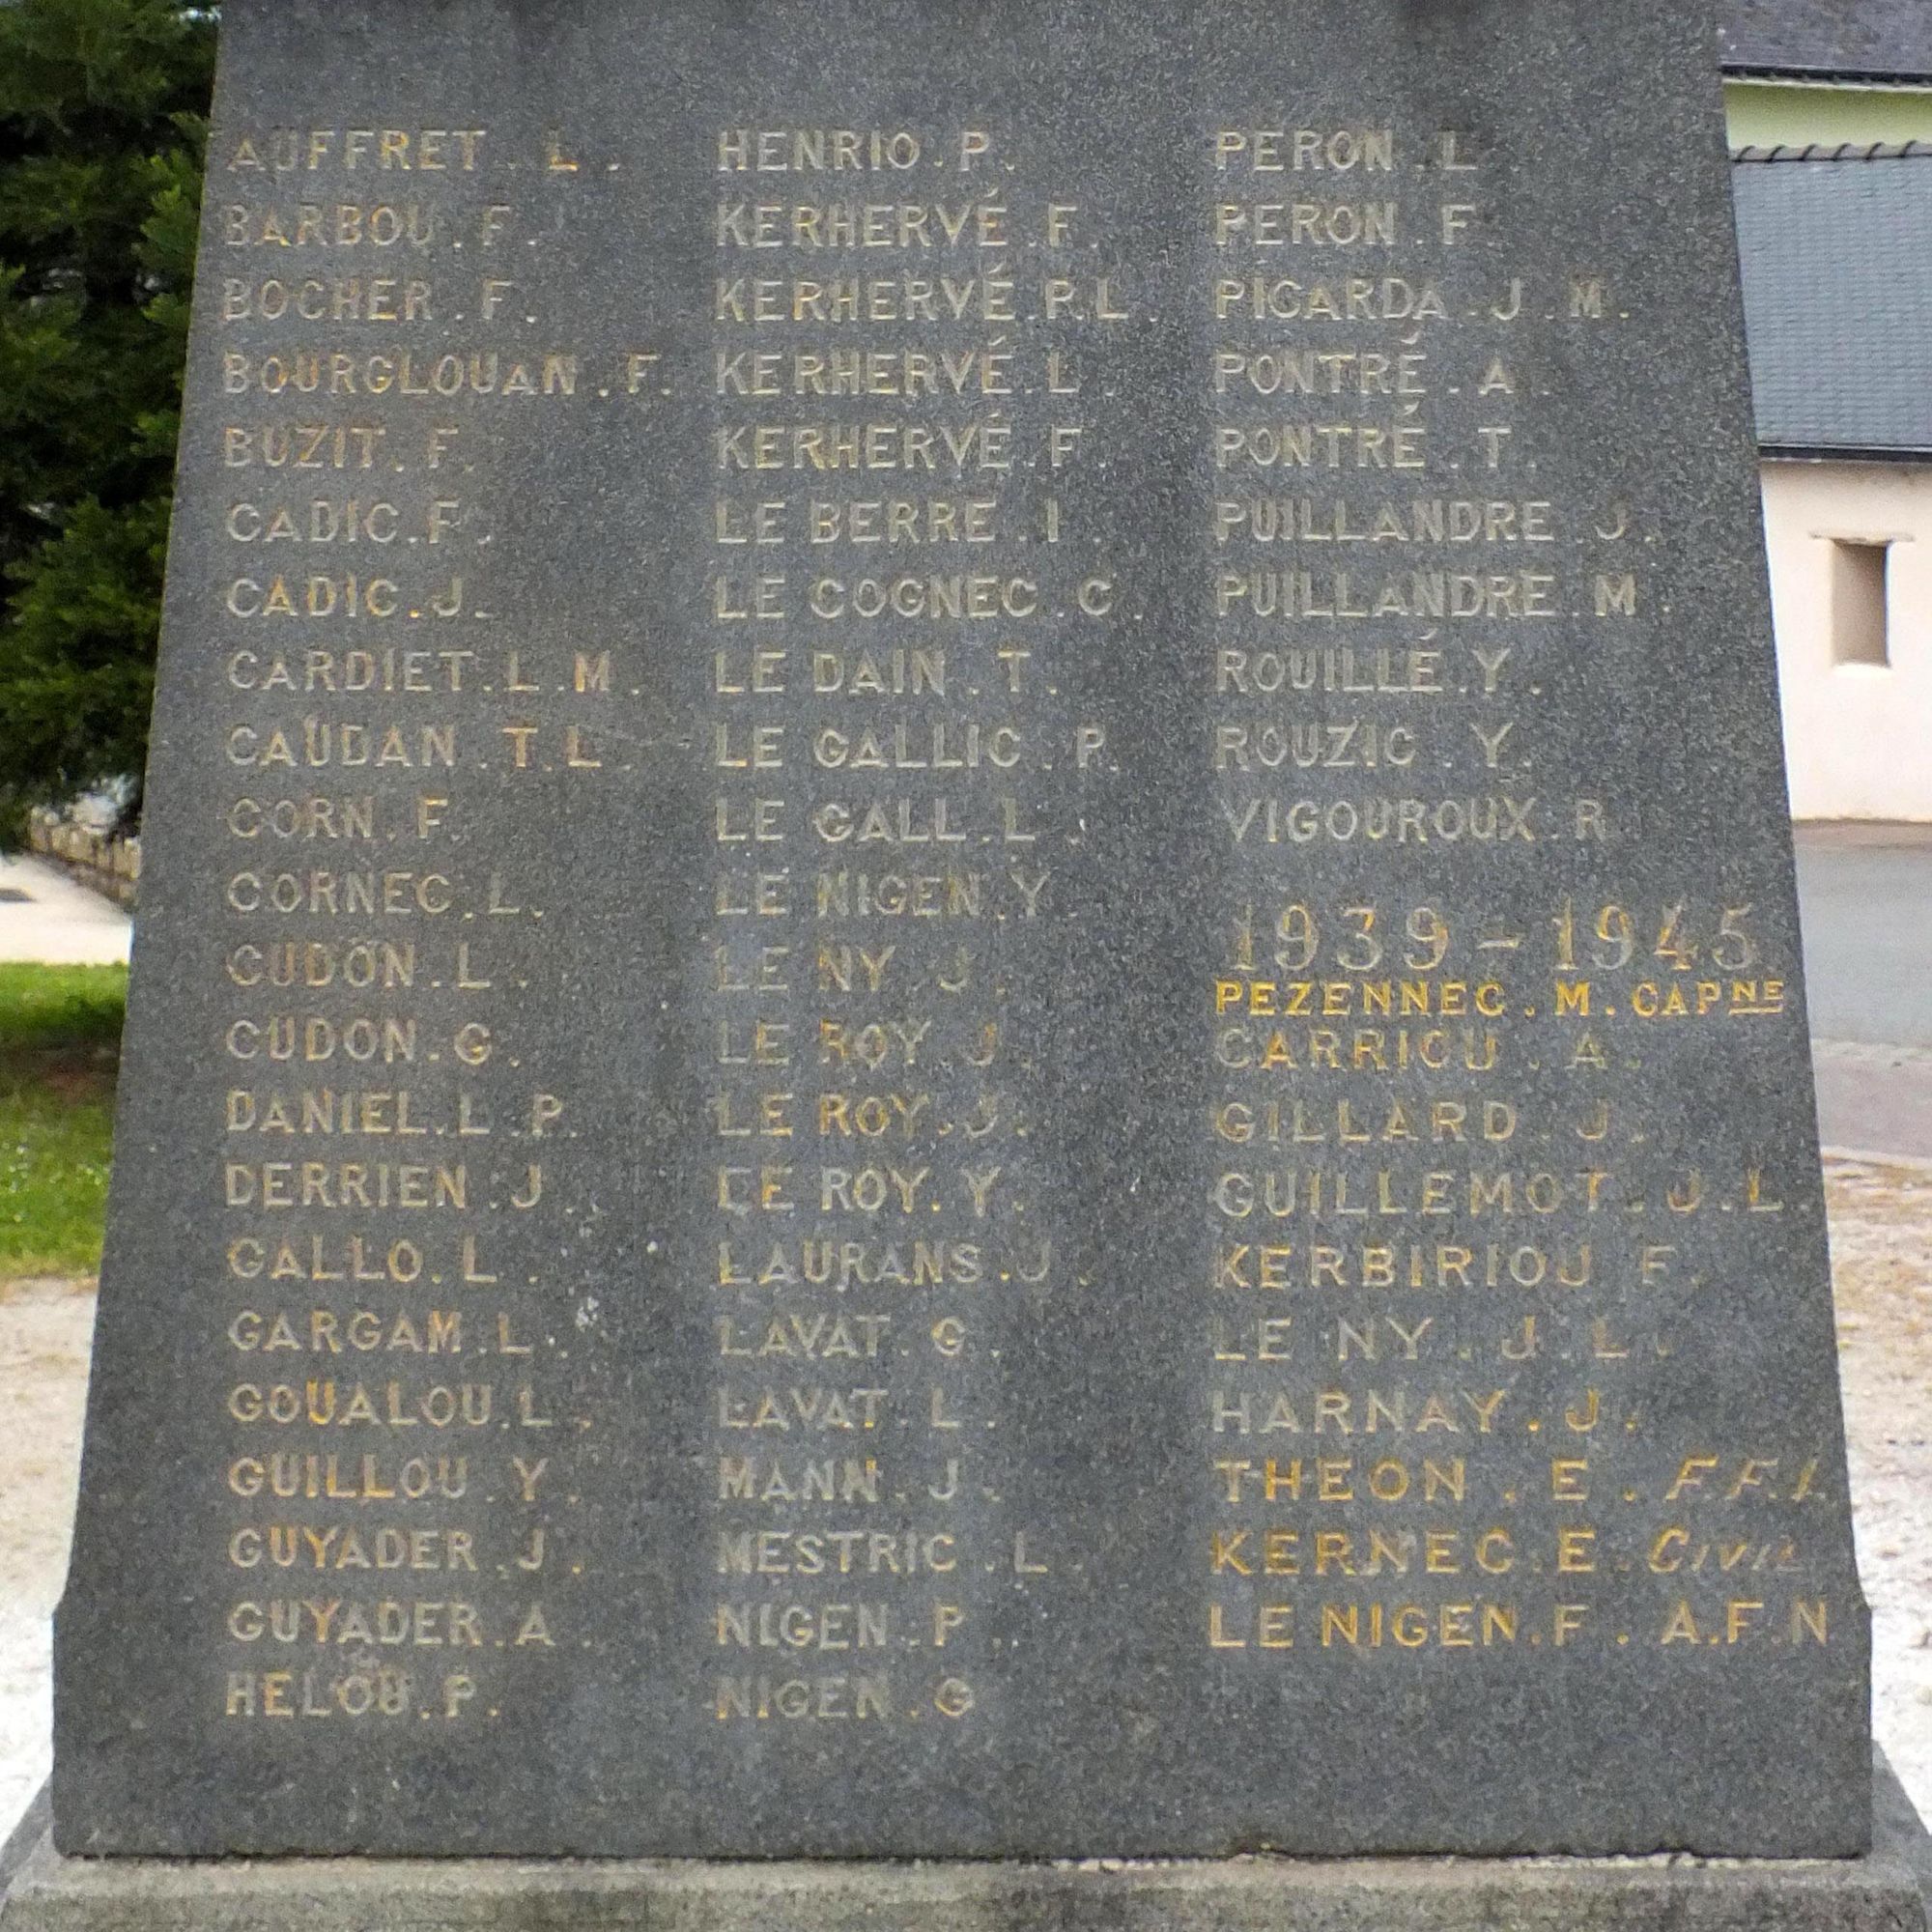 AUFFRET . L .
BARBOU . F .
BOCHER . F .
BOURGLOUAN . F .
BUZIT . F .
CADIC . F .
CADIC . J .
CARDIET . L . M .
CAUDAN . T . L .
CORN . F .
CORNEC . L .
CUDON . L .
CUDON . G .
DANIEL . L . P .
DERRIEN . J .
GALLO . L .
GARGAM . L .
GOUALOU . L .
GUILLOU . Y .
GUYADER . J .
GUYADER . A .
HELOU . P .
HENRIO . P .
KERHERVÉ . F .
KERHERVÉ . P . L .
KERHERVÉ . L .
KERHERVÉ . F .
LE BERRE . I .
LE COGNEC . C .
LE DAIN . T .
LE GALLIC . P .
LE GALL . L .
LE NIGEN . Y
LE NY . J .
LE ROY . J .
LE ROY . J .
LE ROY . Y .
LAURANS . J .
LAVAT . G .
LAVAT . L .
MANN . J .
MESTRIC . L .
NIGEN . P .
NIGEN . G
PERON . L .
PERON . F .
PICARDA . J . M .
PONTRÉ . A .
PONTRÉ . T .
PUILLANDRE . J .
PUILLANDRE . M .
ROUILLÉ . Y .
ROUZIC . Y .
VIGOUROUX . R
1939 - 1945
PEZENNEC . M . CAPNE
CARRIOU . A .
GILLARD . J .
GUILLEMOT . J . L .
KERBIRIOU F .
LE NY . J . L .
HARNAY . J .
THEON . E . F.F.I.
KERNEC . E . Civil
LE NIGEN . F . A.F.N